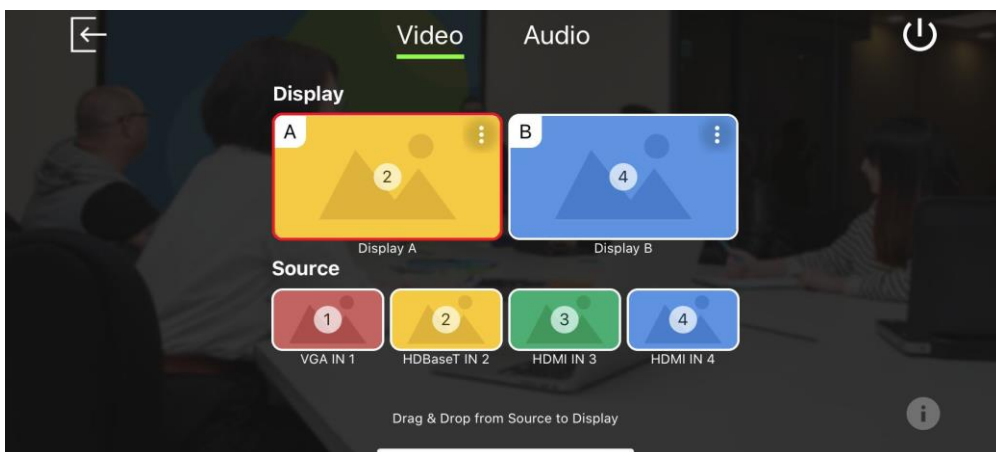 Video Audio
Display
A B
2 4
Display A Display B
Source
1 2 3 4
VGA IN 1 HDBaseT IN 2 HDMI IN 3 HDMI IN 4
Drag & Drop from Source to Display
i